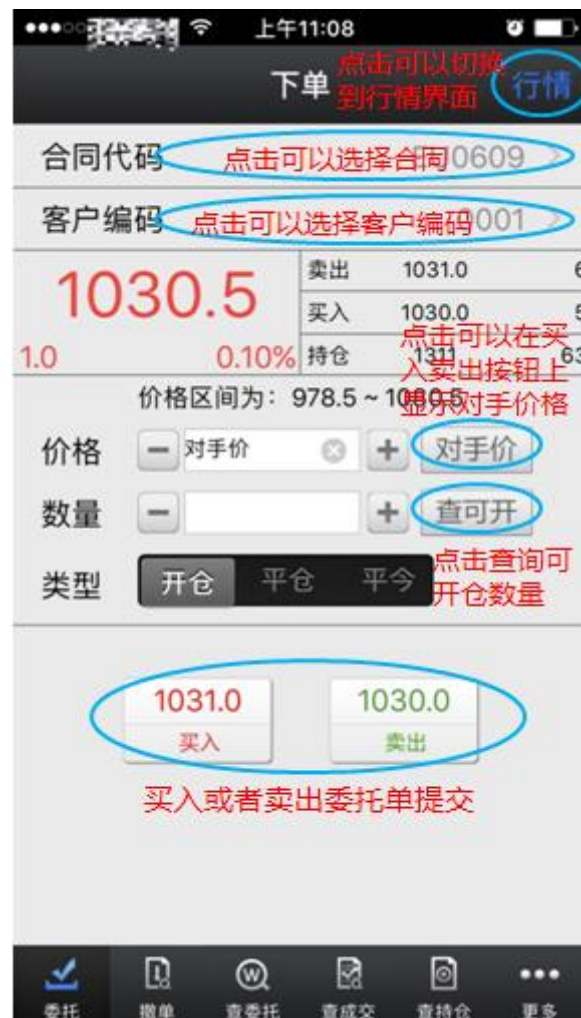 上午11:08
下单
点击可以切换
到行情界面
行情
合同代码
点击可以选择合同
0609
客户编码
点击可以选择客户编码
001
1030.5
1.0 0.10%
卖出 1031.0 6
买入 1030.0 5
持仓 1311 63
点击可以在买
入卖出按钮上
显示对手价格
价格区间为：978.5 ~
价格 对手价 对手价
数量 查可开
点击查询可
开仓数量
类型 开仓 平仓 平今
1031.0 1030.0
买入 卖出
买入或者卖出委托单提交
委托 撤单 查委托 查成交 查持仓 更多